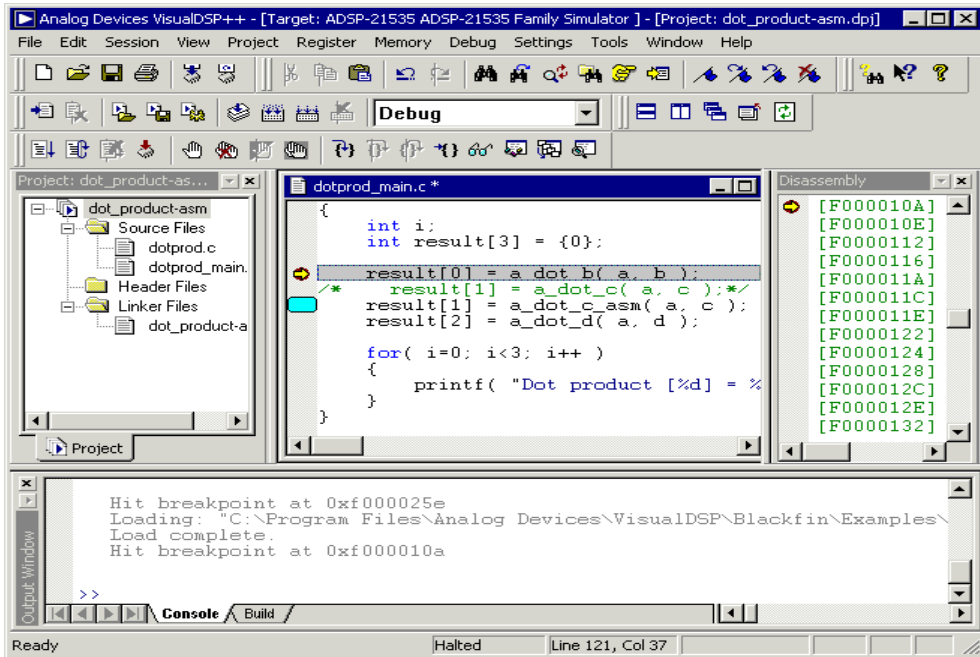 Analog Devices VisualDSP++ - [Target: ADSP-21535 ADSP-21535 Family Simulator ] - [Project: dot_product-asm.dpj]
File Edit Session View Project Register Memory Debug Settings Tools Window Help
Debug
Project: dot_product-as...
dot_product-asm
Source Files
dotprod.c
dotprod_main.
Header Files
Linker Files
dot_product-a
Project
dotprod_main.c *
{
int i;
int result[3] = {0};
result[0] = a_dot_b( a, b );
/* result[1] = a_dot_c( a, c );*/
result[1] = a_dot_c_asm( a, c );
result[2] = a_dot_d( a, d );
for( i=0; i<3; i++ )
{
printf( "Dot product [%d] = %
}
}
Disassembly
[F000010A]
[F000010E]
[F0000112]
[F0000116]
[F000011A]
[F000011C]
[F000011E]
[F0000122]
[F0000124]
[F0000128]
[F000012C]
[F000012E]
[F0000132]
Output Window
Hit breakpoint at 0xf000025e
Loading: "C:\Program Files\Analog Devices\VisualDSP\Blackfin\Examples\
Load complete.
Hit breakpoint at 0xf000010a
>>
Console Build
Ready Halted Line 121, Col 37